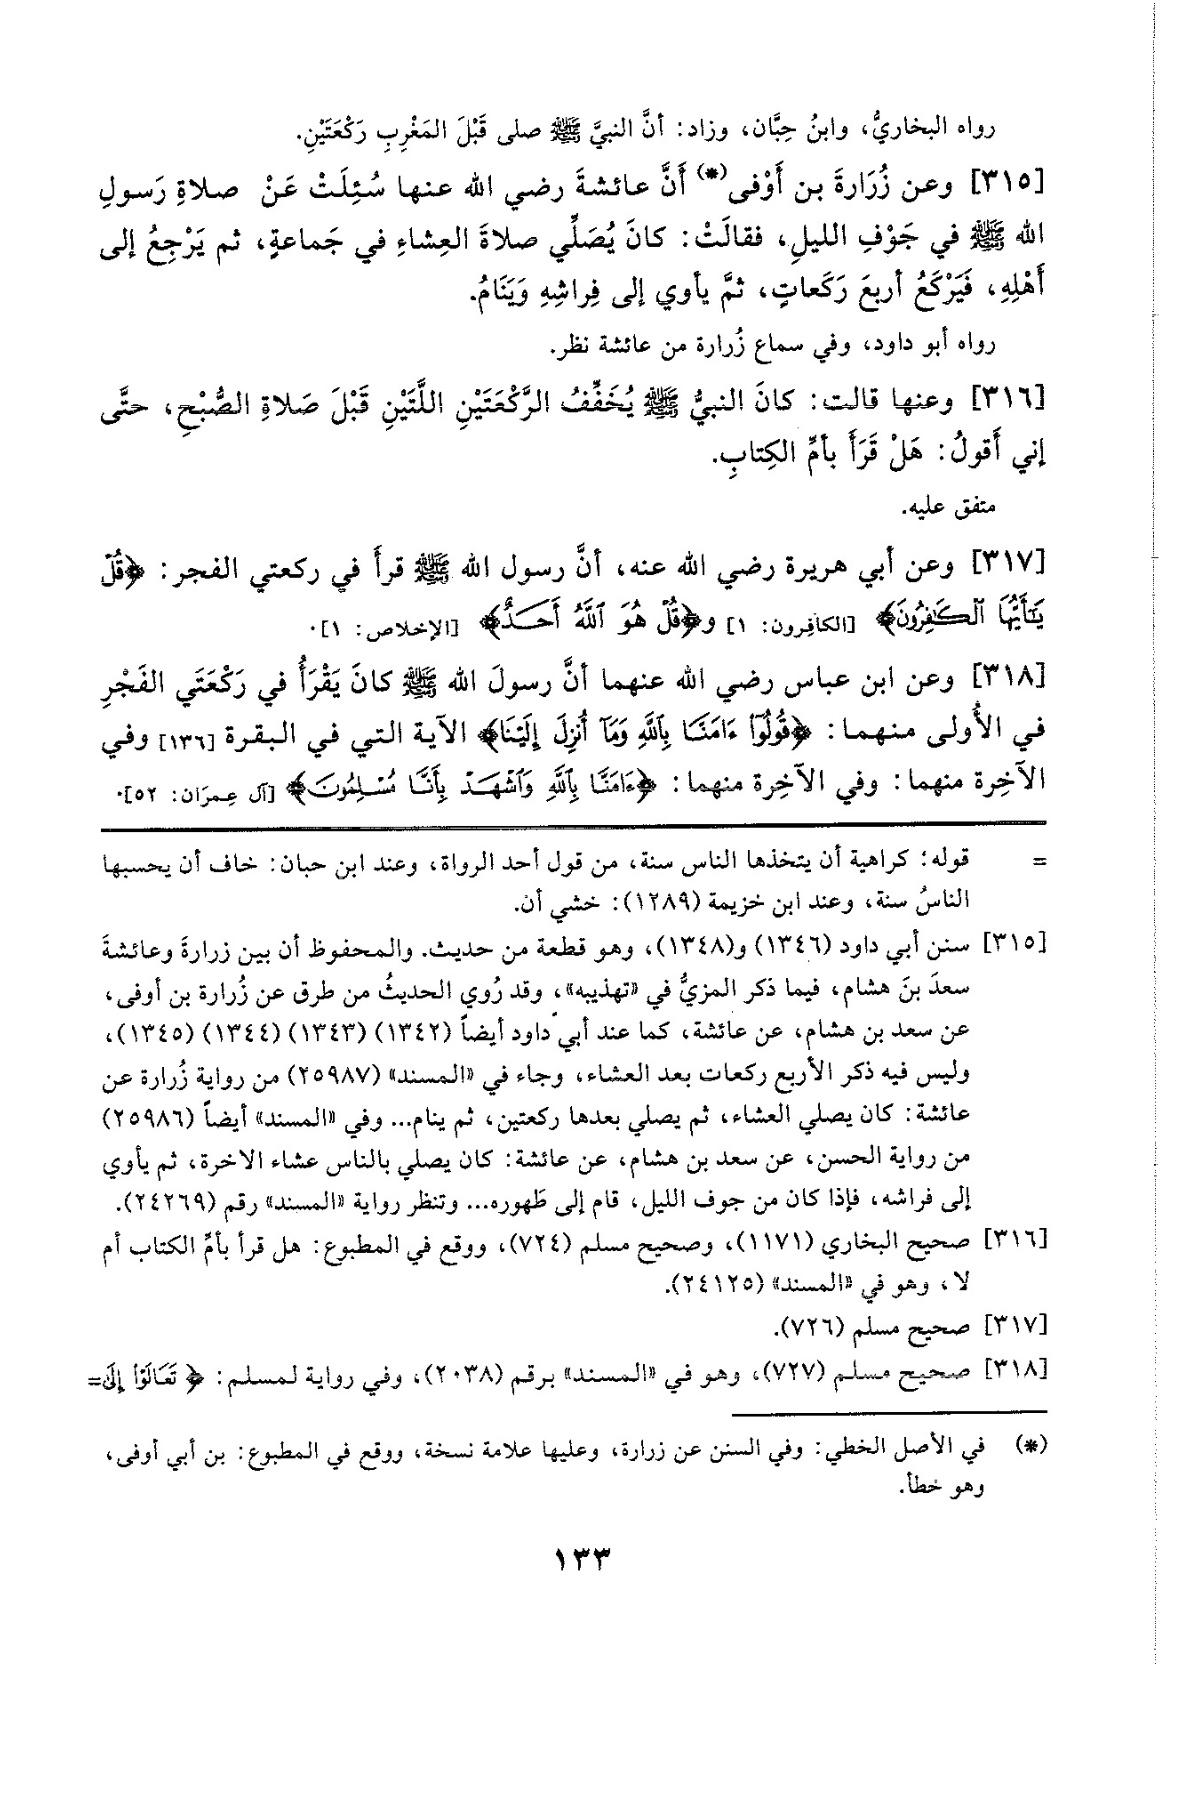 رواه البخاريُّ، وابنُ حِبَّان، وزاد: أنَّ النبيَّ ﷺ صلى قَبْلَ المَغْرِبِ رَكْعَتَيْنِ.
[٣١٥] وعن زُرَارةَ بن أَوْفى(*) أَنَّ عائشةَ رضي الله عنها سُئِلَتْ عَنْ صلاةِ رَسولِ
الله ﷺ في جَوْفِ الليلِ، فقالَتْ: كانَ يُصَلِّي صلاةَ العِشاءِ في جَماعةٍ، ثم يَرْجِعُ إلى
أَهْلِهِ، فَيَرْكَعُ أربعَ رَكَعاتٍ، ثمَّ يأوي إلى فِراشِهِ وَيَنَامُ.
رواه أبو داود، وفي سماع زُرارة من عائشة نظر.
[٣١٦] وعنها قالت: كانَ النبيُّ ﷺ يُخَفِّفُ الرَّكْعَتَيْنِ اللَّتَيْنِ قَبْلَ صَلاةِ الصُّبْحِ، حتَّى
إني أَقولُ: هَلْ قَرَأَ بأمِّ الكِتابِ.
متفق عليه.
[٣١٧] وعن أبي هريرة رضي الله عنه، أنَّ رسول الله ﷺ قرأَ في ركعتي الفجر: ﴿قُلْ
يَٰٓأَيُّهَا ٱلْكَٰفِرُونَ﴾ [الكافِرون: ١] و﴿قُلْ هُوَ ٱللَّهُ أَحَدٌ﴾ [الإخلاص: ١].
[٣١٨] وعن ابن عباس رضي الله عنهما أنَّ رسولَ الله ﷺ كانَ يَقْرَأُ في رَكْعَتَي الفَجْرِ
في الأُولى منهما: ﴿قُولُوٓا۟ ءَامَنَّا بِٱللَّهِ وَمَآ أُنزِلَ إِلَيْنَا﴾ الآية التي في البقرة [١٣٦] وفي
الآخِرة منهما: وفي الآخِرة منهما: ﴿ءَامَنَّا بِٱللَّهِ وَٱشْهَدْ بِأَنَّا مُسْلِمُونَ﴾ [آل عِمرَان: ٥٢].
= قوله: كراهية أن يتخذها الناس سنة، من قول أحد الرواة، وعند ابن حبان: خاف أن يحسبها
الناسُ سنة، وعند ابن خزيمة (١٢٨٩): خشي أن.
[٣١٥] سنن أبي داود (١٣٤٦) و(١٣٤٨)، وهو قطعة من حديث. والمحفوظ أن بين زرارةَ وعائشةَ
سعدَ بنَ هشام، فيما ذكر المزيُّ في «تهذيبه»، وقد رُوي الحديثُ من طرق عن زُرارة بن أوفى،
عن سعد بن هشام، عن عائشة، كما عند أبي داود أيضاً (١٣٤٢) (١٣٤٣) (١٣٤٤) (١٣٤٥)،
وليس فيه ذكر الأربع ركعات بعد العشاء، وجاء في «المسند» (٢٥٩٨٧) من رواية زُرارة عن
عائشة: كان يصلي العشاء، ثم يصلي بعدها ركعتين، ثم ينام... وفي «المسند» أيضاً (٢٥٩٨٦)
من رواية الحسن، عن سعد بن هشام، عن عائشة: كان يصلي بالناس عشاء الاخرة، ثم يأوي
إلى فراشه، فإذا كان من جوف الليل، قام إلى طَهوره... وتنظر رواية «المسند» رقم (٢٤٢٦٩).
[٣١٦] صحيح البخاري (١١٧١)، وصحيح مسلم (٧٢٤)، ووقع في المطبوع: هل قرأ بأمِّ الكتاب أم
لا، وهو في «المسند» (٢٤١٢٥).
[٣١٧] صحيح مسلم (٧٢٦).
[٣١٨] صحيح مسلم (٧٢٧)، وهو في «المسند» برقم (٢٠٣٨)، وفي رواية لمسلم: ﴿تَعَالَوْا۟ إِلَىٰ=
(*) في الأصل الخطي: وفي السنن عن زرارة، وعليها علامة نسخة، ووقع في المطبوع: بن أبي أوفى،
وهو خطأ.
١٣٣